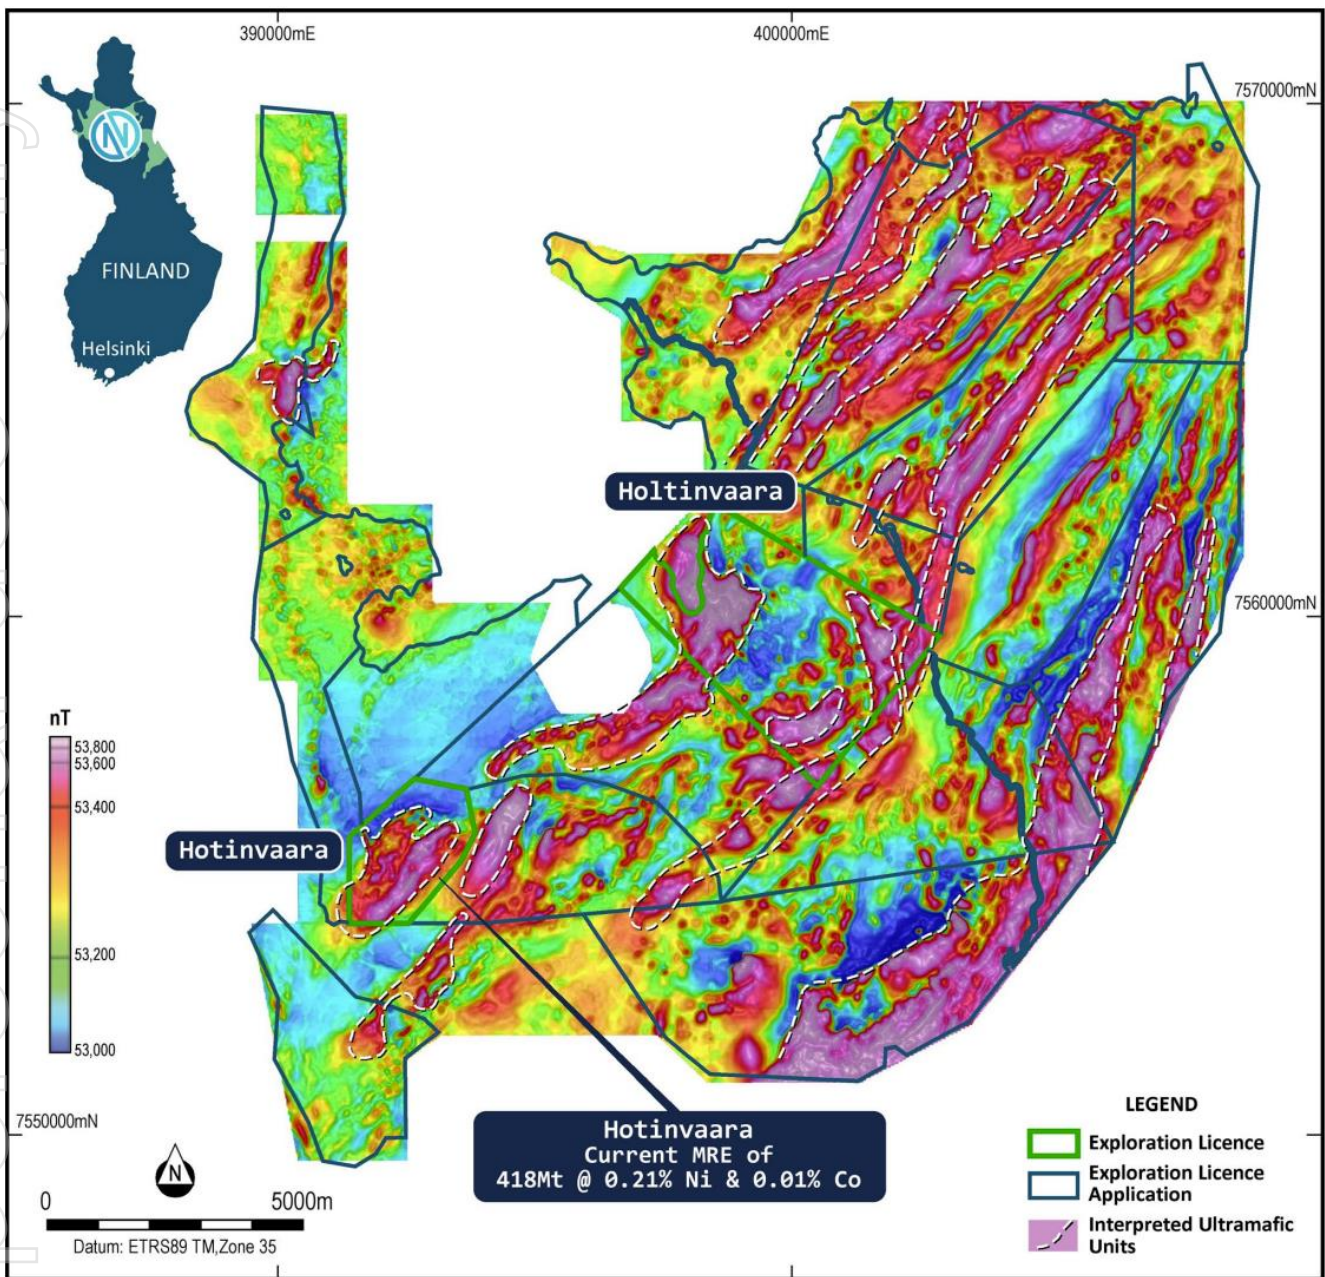 390000mE
400000mE
7570000mN
N
FINLAND
Helsinki
Holtinvaara
7560000mN
nT
53,800
53,600
53,400
53,200
53,000
Hotinvaara
7550000mN
Hotinvaara
Current MRE of
418Mt @ 0.21% Ni & 0.01% Co
N
0 5000m
Datum: ETRS89 TM,Zone 35
LEGEND
Exploration Licence
Exploration Licence
Application
Interpreted Ultramafic
Units